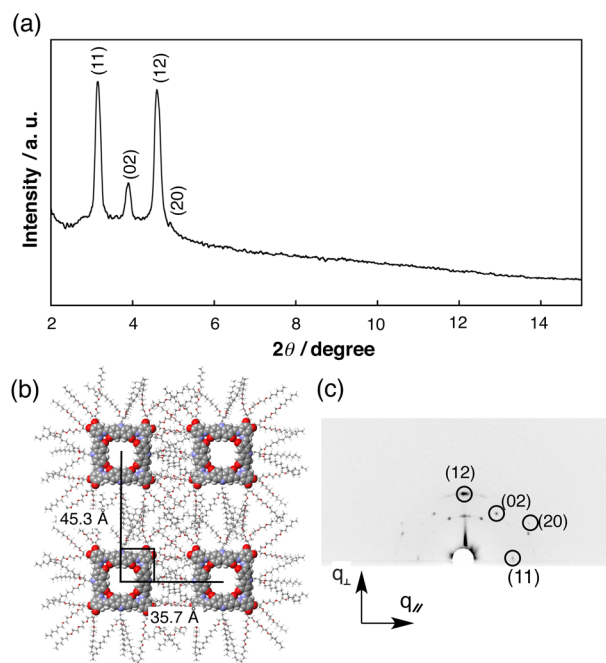 (a)
(11)
(02)
(12)
(20)
Intensity / a. u.
2 4 6 8 10 12 14
2θ / degree
(b)
45.3 Å
35.7 Å
(c)
(12)
(02)
(20)
(11)
q⊥
q//